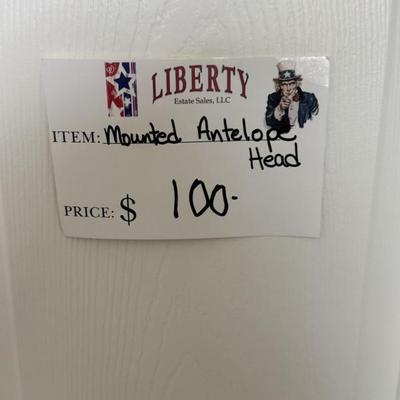 LIBERTY
Estate Sales, LLC
ITEM: Mounted Antelope
Head
PRICE: $ 100.